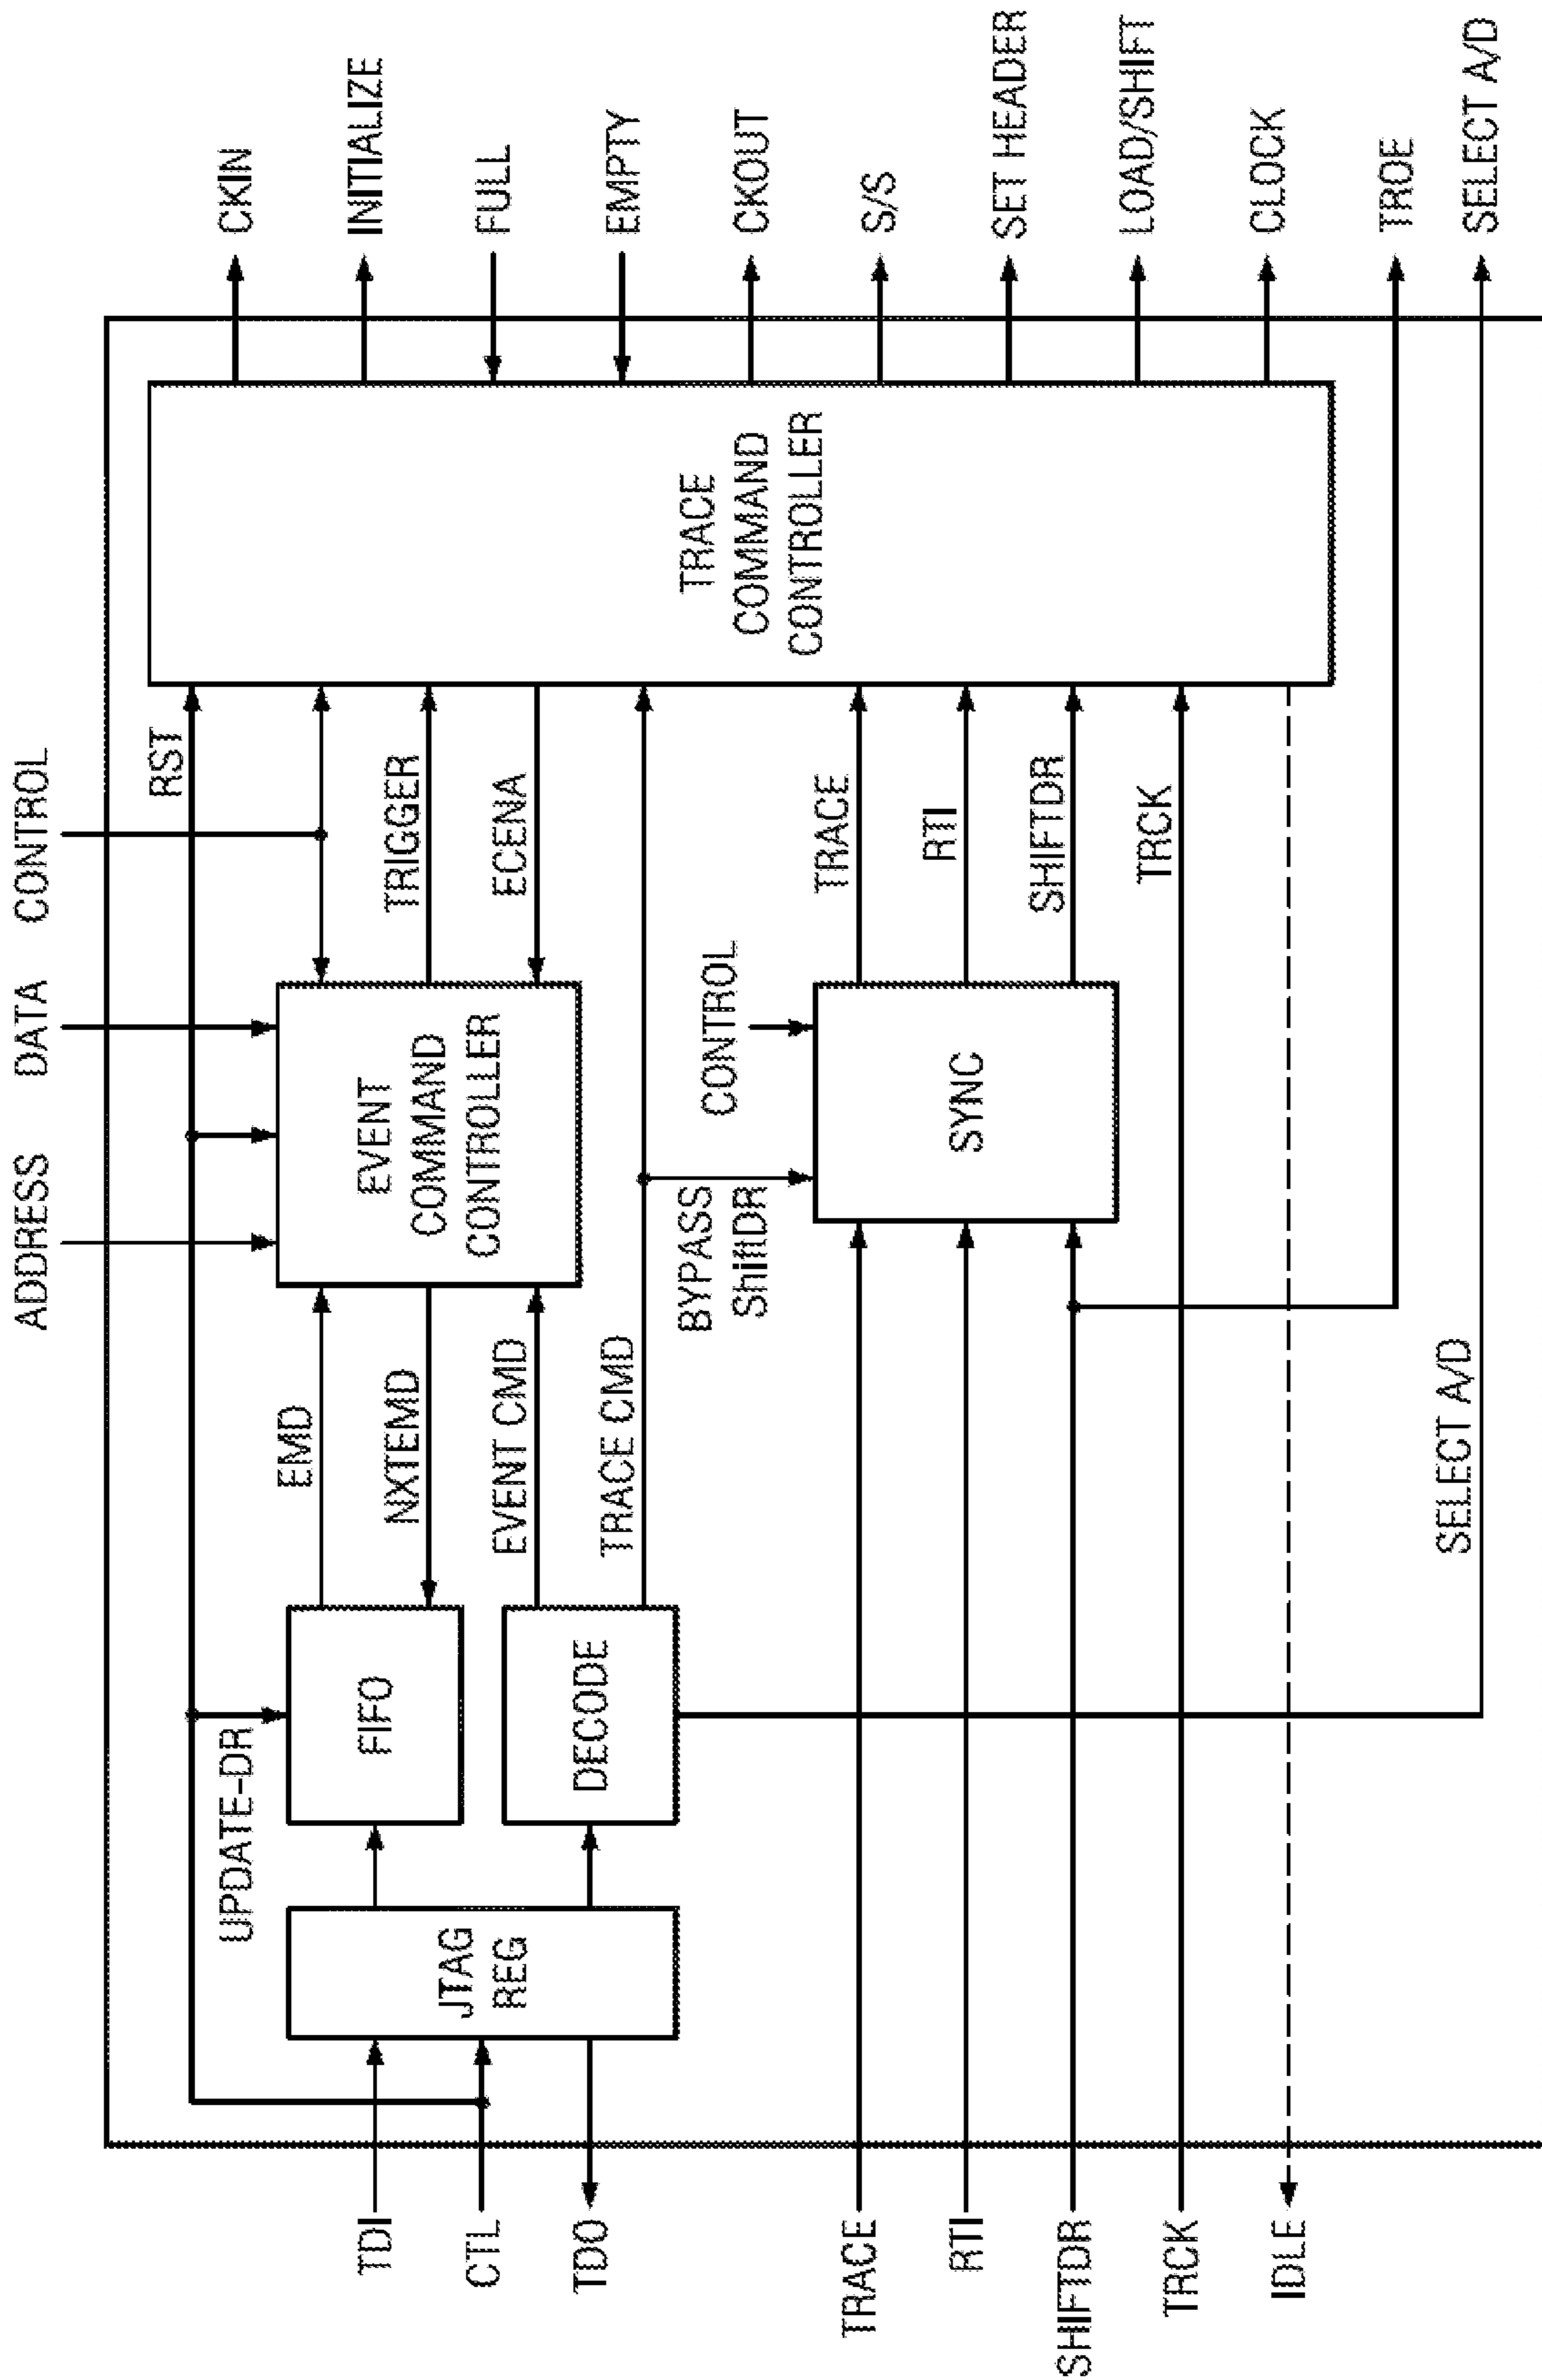 ADDRESS
DATA
CONTROL
RST
UPDATE-DR
TDI
CTL
TDO
JTAG
REG
FIFO
DECODE
EMD
NXTEMD
EVENT CMD
TRACE CMD
EVENT
COMMAND
CONTROLLER
TRIGGER
ECENA
TRACE
COMMAND
CONTROLLER
CKIN
INITIALIZE
FULL
EMPTY
CKOUT
S/S
SET HEADER
LOAD/SHIFT
CLOCK
TROE
SELECT A/D
BYPASS
ShiftDR
CONTROL
SYNC
TRACE
RTI
SHIFTDR
TRCK
TRACE
RTI
SHIFTDR
TRCK
IDLE
SELECT A/D